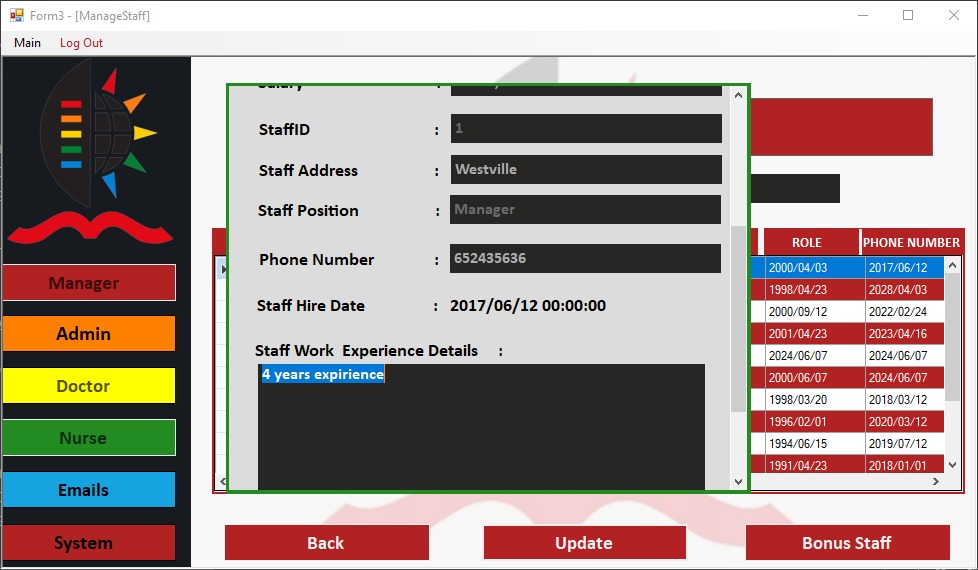 Form3 - [ManageStaff]
Main Log Out
Salary :
StaffID : 1
Staff Address : Westville
Staff Position : Manager
Phone Number : 652435636
Staff Hire Date : 2017/06/12 00:00:00
Staff Work Experience Details :
4 years expirience
Manager
Admin
Doctor
Nurse
Emails
System
ROLE PHONE NUMBER
2000/04/03 2017/06/12
1998/04/23 2028/04/03
2000/09/12 2022/02/24
2001/04/23 2023/04/16
2024/06/07 2024/06/07
2000/06/07 2024/06/07
1998/03/20 2018/03/12
1996/02/01 2020/03/12
1994/06/15 2019/07/12
1991/04/23 2018/01/01
Back Update Bonus Staff